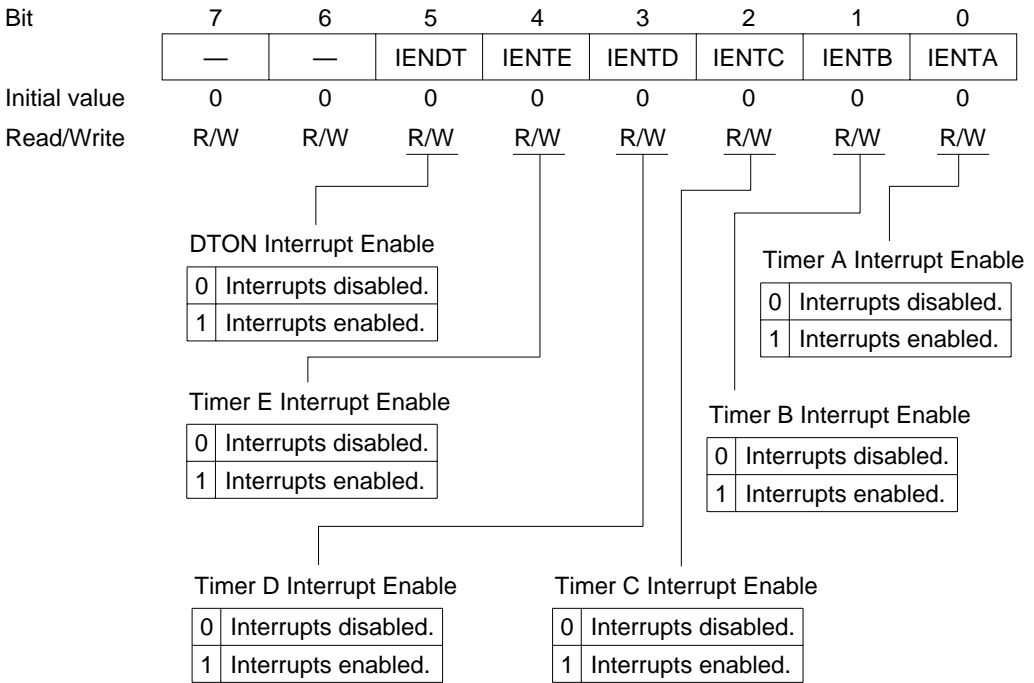 Bit 7 6 5 4 3 2 1 0
— — IENDT IENTE IENTD IENTC IENTB IENTA
Initial value 0 0 0 0 0 0 0 0
Read/Write R/W R/W R/W R/W R/W R/W R/W R/W
DTON Interrupt Enable
0 Interrupts disabled.
1 Interrupts enabled.
Timer A Interrupt Enable
0 Interrupts disabled.
1 Interrupts enabled.
Timer E Interrupt Enable
0 Interrupts disabled.
1 Interrupts enabled.
Timer B Interrupt Enable
0 Interrupts disabled.
1 Interrupts enabled.
Timer D Interrupt Enable
0 Interrupts disabled.
1 Interrupts enabled.
Timer C Interrupt Enable
0 Interrupts disabled.
1 Interrupts enabled.